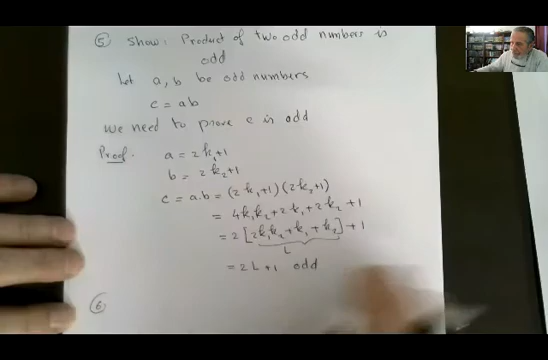 ⑤ Show: Product of two odd numbers is
odd
Let a, b be odd numbers
c = ab
we need to prove c is odd
Proof. a = 2k₁+1
b = 2k₂+1
c = a.b = (2k₁+1)(2k₂+1)
= 4k₁k₂+2k₁+2k₂+1
= 2[2k₁k₂+k₁+k₂]+1
L
= 2L+1 odd
⑥